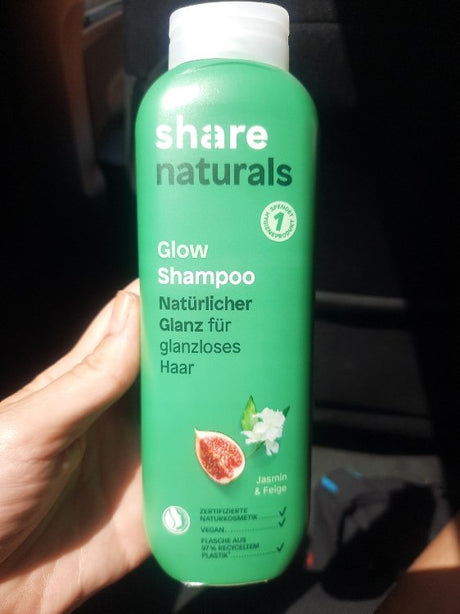 share
naturals
SPENDET
1
HYGIENEPRODUKT
Glow
Shampoo
Natürlicher
Glanz für
glanzloses
Haar
Jasmin
& Feige
ZERTIFIZIERTE
NATURKOSMETIK
VEGAN
FLASCHE AUS
97% RECYCELTEM
PLASTIK